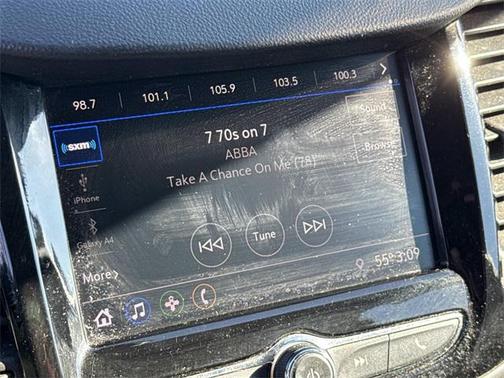 98.7 101.1 105.9 103.5 100.3
sxm
7 70s on 7
ABBA
Take A Chance On Me (78)
Sound
Browse
iPhone
Galaxy A4
Tune
More
55° 3:09